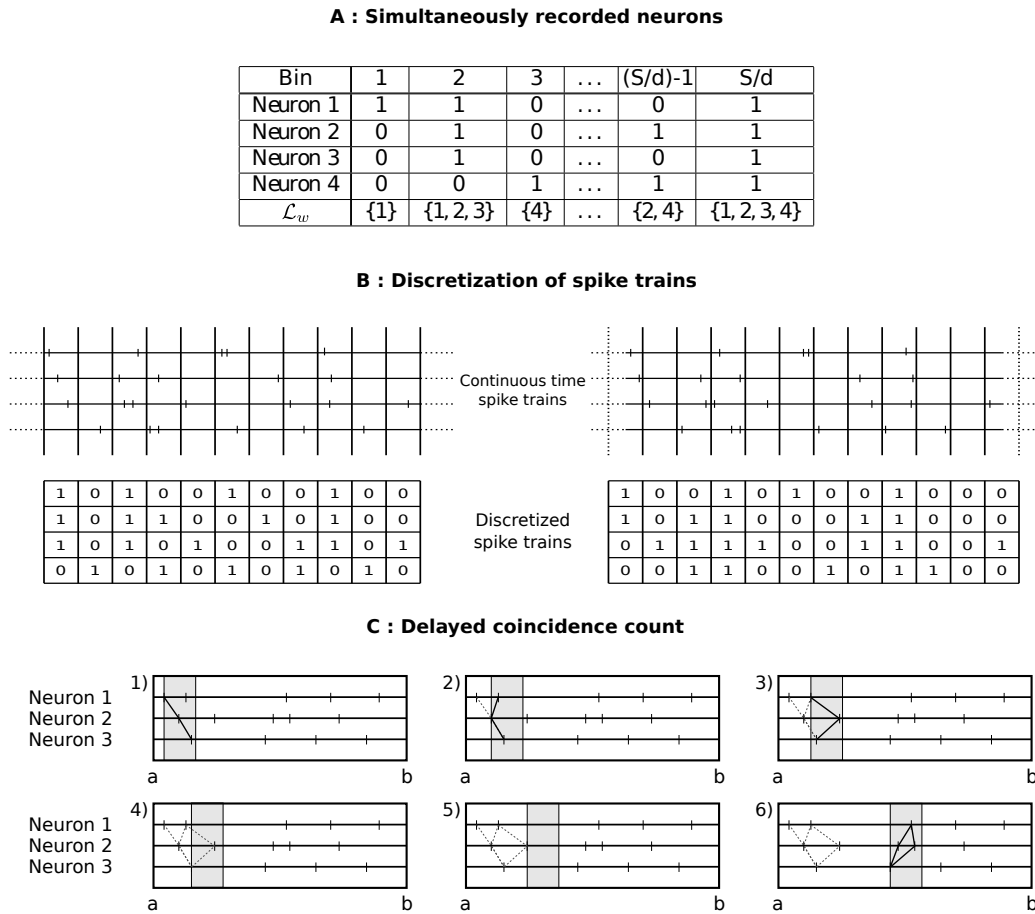 A : Simultaneously recorded neurons
Bin 1 2 3 ... (S/d)-1 S/d
Neuron 1 1 1 0 ... 0 1
Neuron 2 0 1 0 ... 1 1
Neuron 3 0 1 0 ... 0 1
Neuron 4 0 0 1 ... 1 1
ℒw {1} {1, 2, 3} {4} ... {2, 4} {1, 2, 3, 4}
B : Discretization of spike trains
Continuous time
spike trains
1 0 1 0 0 1 0 0 1 0 0
1 0 1 1 0 0 1 0 1 0 0
1 0 1 0 1 0 0 1 1 0 1
0 1 0 1 0 1 0 1 0 1 0
Discretized
spike trains
1 0 0 1 0 1 0 0 1 0 0 0
1 0 1 1 0 0 0 1 1 0 0 0
0 1 1 1 1 0 0 1 1 0 0 1
0 0 1 1 0 0 1 0 1 1 0 0
C : Delayed coincidence count
1) 2) 3)
Neuron 1
Neuron 2
Neuron 3
a b a b a b
4) 5) 6)
Neuron 1
Neuron 2
Neuron 3
a b a b a b